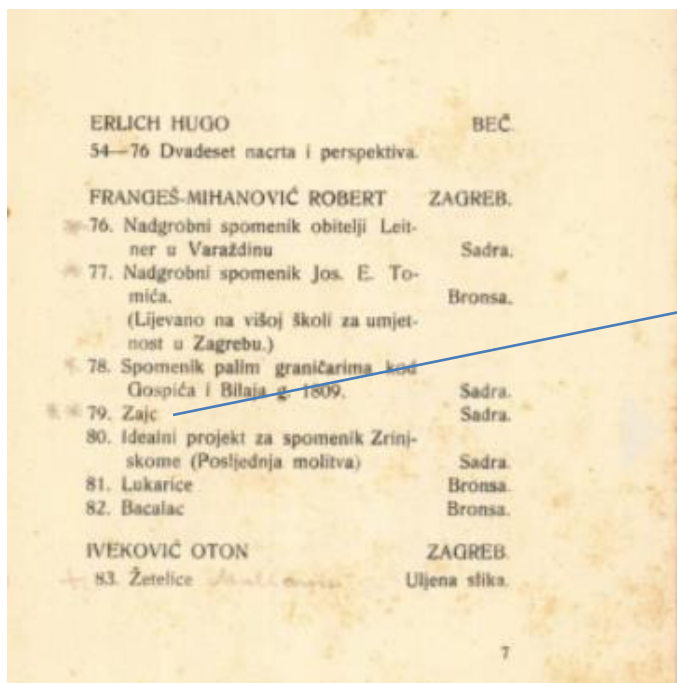 ERLICH HUGO BEČ.
54—76 Dvadeset nacrta i perspektiva.
FRANGEŠ-MIHANOVIĆ ROBERT ZAGREB.
76. Nadgrobni spomenik obitelji Leit-
ner u Varaždinu Sadra.
77. Nadgrobni spomenik Jos. E. To-
mića. Bronsa.
(Lijevano na višoj školi za umjet-
nost u Zagrebu.)
78. Spomenik palim graničarima kod
Gospića i Bilaja g. 1809. Sadra.
79. Zajc Sadra.
80. Idealni projekt za spomenik Zrinj-
skome (Posljednja molitva) Sadra.
81. Lukarice Bronsa.
82. Bacalac Bronsa.
IVEKOVIĆ OTON ZAGREB.
83. Žetelice Uljena slika.
7